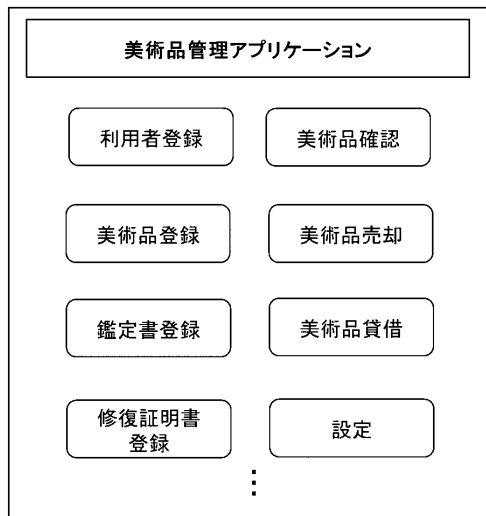 美術品管理アプリケーション
利用者登録
美術品確認
美術品登録
美術品売却
鑑定書登録
美術品貸借
修復証明書
登録
設定
⋮